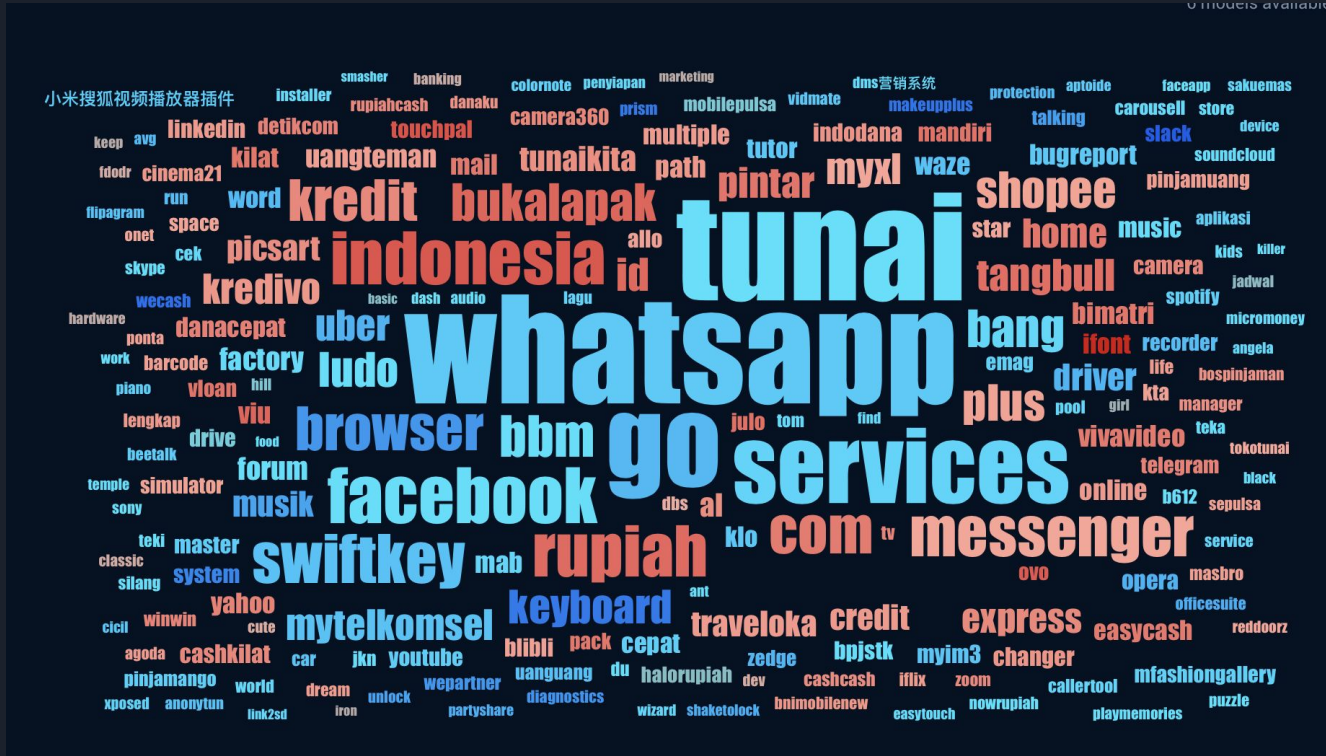 smasher banking colornote penyiapan marketing dms营销系统 protection aptoide faceapp sakuemas
小米搜狐视频播放器插件 installer rupiahcash danaku camera360 prism mobilepulsa vidmate makeupplus talking carousell store
keep avg linkedin detikcom touchpal multiple tutor indodana mandiri slack device
fdodr cinema21 kilat uangteman mail tunaikita path pintar myxl waze bugreport soundcloud
flipagram run word kredit bukalapak tunai shopee pinjamuang
onet space picsart indonesia allo id star home music aplikasi
skype cek kredivo tangbull camera kids killer
wecash basic dash audio lagu spotify jadwal
hardware ponta danacepat uber whatsapp bang bimatri micromoney
work barcode factory ludo emag ifont recorder angela
piano vloan hill driver life bospinjaman
lengkap viu browser bbm go julo tom find plus pool girl kta manager
beetalk drive food services vivavideo teka tokotunai
temple simulator forum facebook telegram black
sony musik dbs al online b612 sepulsa
teki master swiftkey mab rupiah klo com tv messenger service
classic silang system ovo opera masbro
cicil winwin yahoo cute mytelkomsel keyboard ant traveloka credit express easycash officesuite reddoorz
agoda cashkilat car jkn youtube blibli pack cepat zedge bpjstk myim3 changer
pinjamango world wepartner uanguang du halorupiah dev cashcash iflix zoom callertool mfashiongallery
xposed anonytun link2sd dream iron unlock partyshare diagnostics wizard shaketolock bnimobilenew easytouch nowrupiah playmemories puzzle